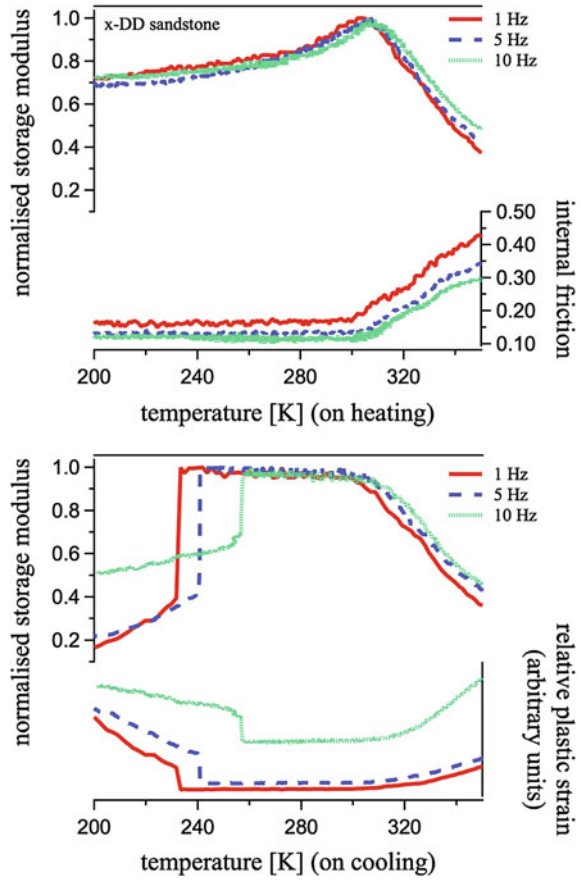 x-DD sandstone
1 Hz
5 Hz
10 Hz
normalised storage modulus
1.0
0.8
0.6
0.4
0.2
internal friction
0.50
0.30
0.20
0.10
200
240
280
320
temperature [K] (on heating)
1 Hz
5 Hz
10 Hz
normalised storage modulus
1.0
0.8
0.6
0.4
0.2
relative plastic strain
(arbitrary units)
200
240
280
320
temperature [K] (on cooling)